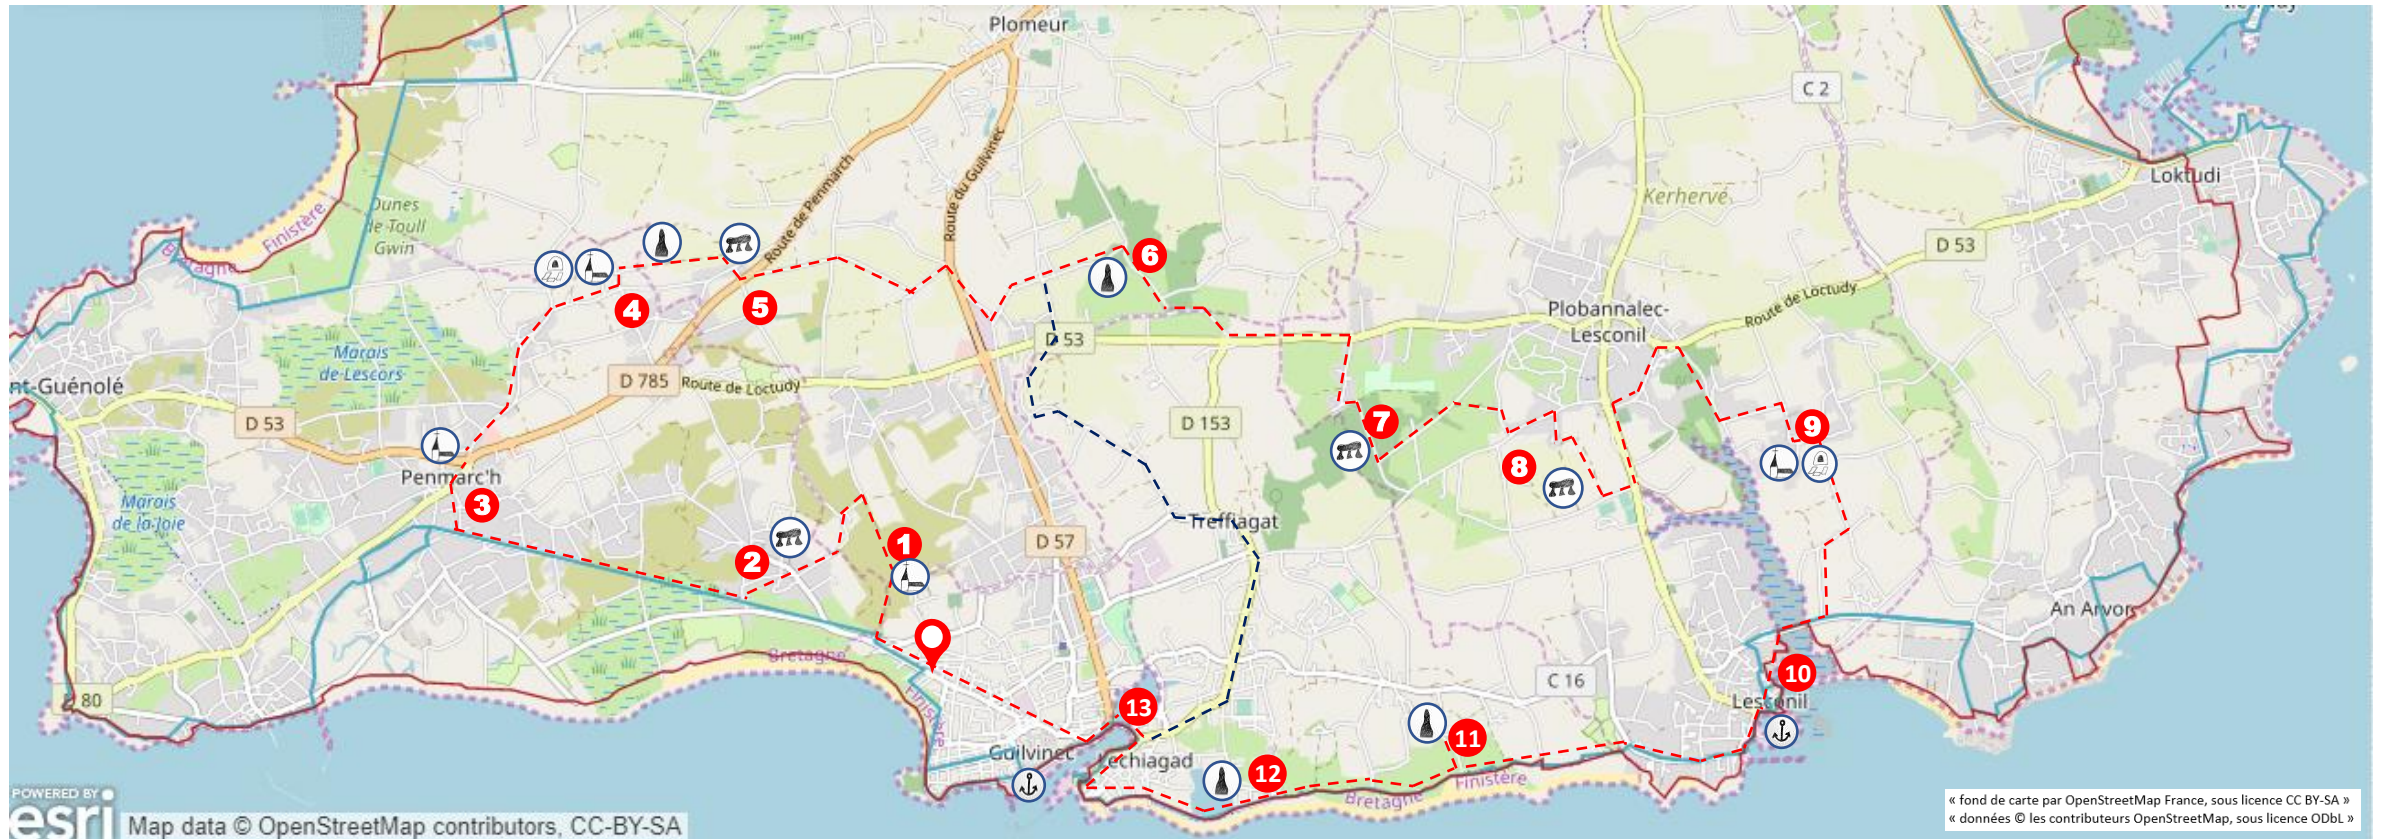 Plomeur
C 2
Loktudi
Kerhervé
Dunes
de Toull
Gwin
Finistère
Bretagne
Route de Penmarch
Route du Guilvinec
D 53
Route de Loctudy
6
4
5
Plobannalec-
Lesconil
D 53
Marais
de Lescors
D 785
Route de Loctudy
nt-Guénolé
D 53
D 153
7
9
8
Penmarc'h
3
Marais
de la Joie
Treffiagat
D 57
1
2
An Arvor
Bretagne
Finistère
80
C 16
10
Lesconil
13
11
12
Guilvinec
Léchiagad
Finistère
Bretagne
POWERED BY
esri
Map data © OpenStreetMap contributors, CC-BY-SA
« fond de carte par OpenStreetMap France, sous licence CC BY-SA »
« données © les contributeurs OpenStreetMap, sous licence ODbL »